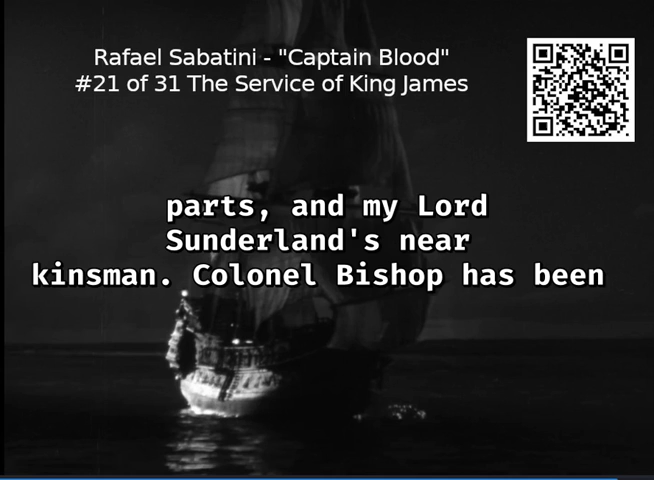 Rafael Sabatini - "Captain Blood"
#21 of 31 The Service of King James
parts, and my Lord
Sunderland's near
kinsman. Colonel Bishop has been